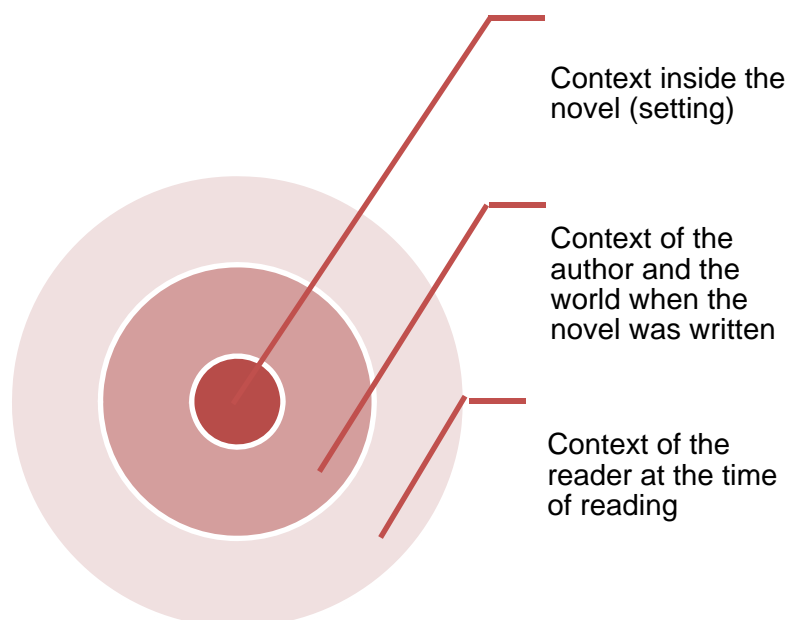 Context inside the
novel (setting)
Context of the
author and the
world when the
novel was written
Context of the
reader at the time
of reading